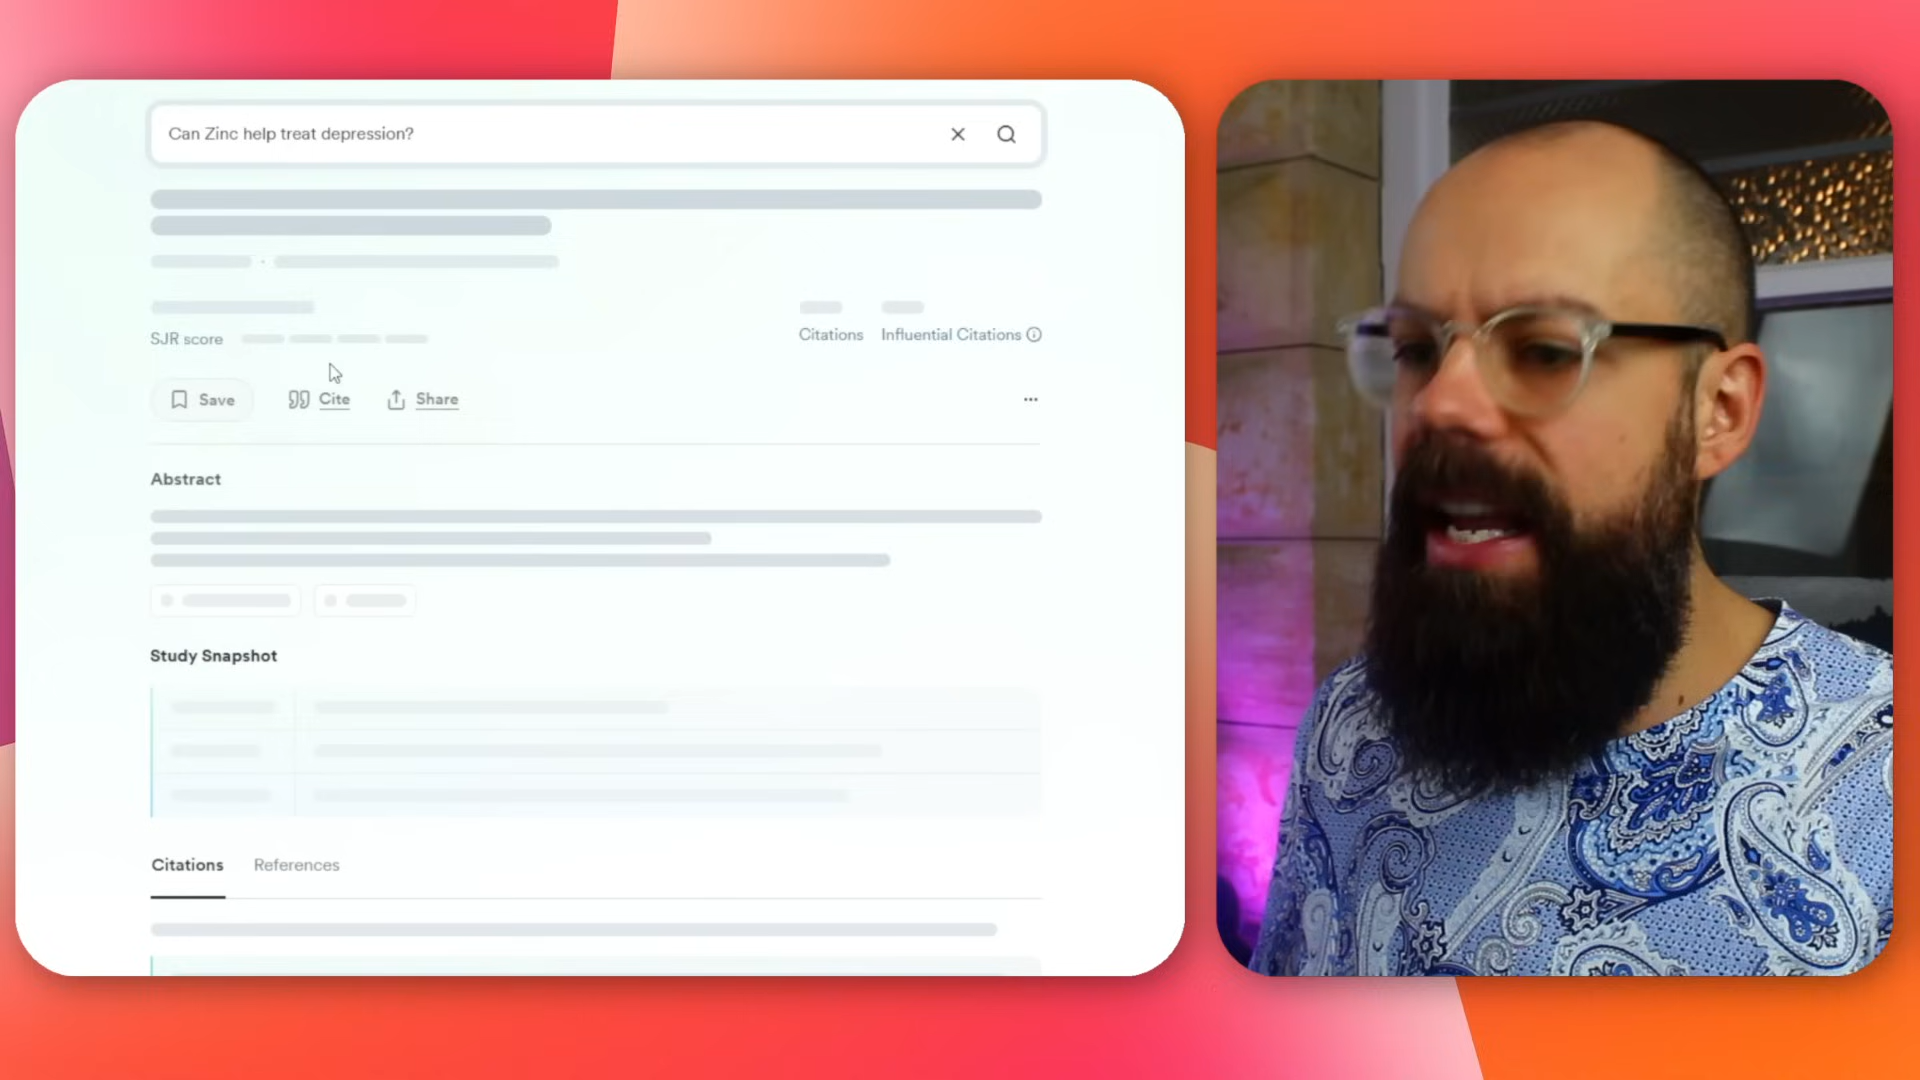 Can Zinc help treat depression?
SJR score
Citations Influential Citations
Save Cite Share
Abstract
Study Snapshot
Citations References